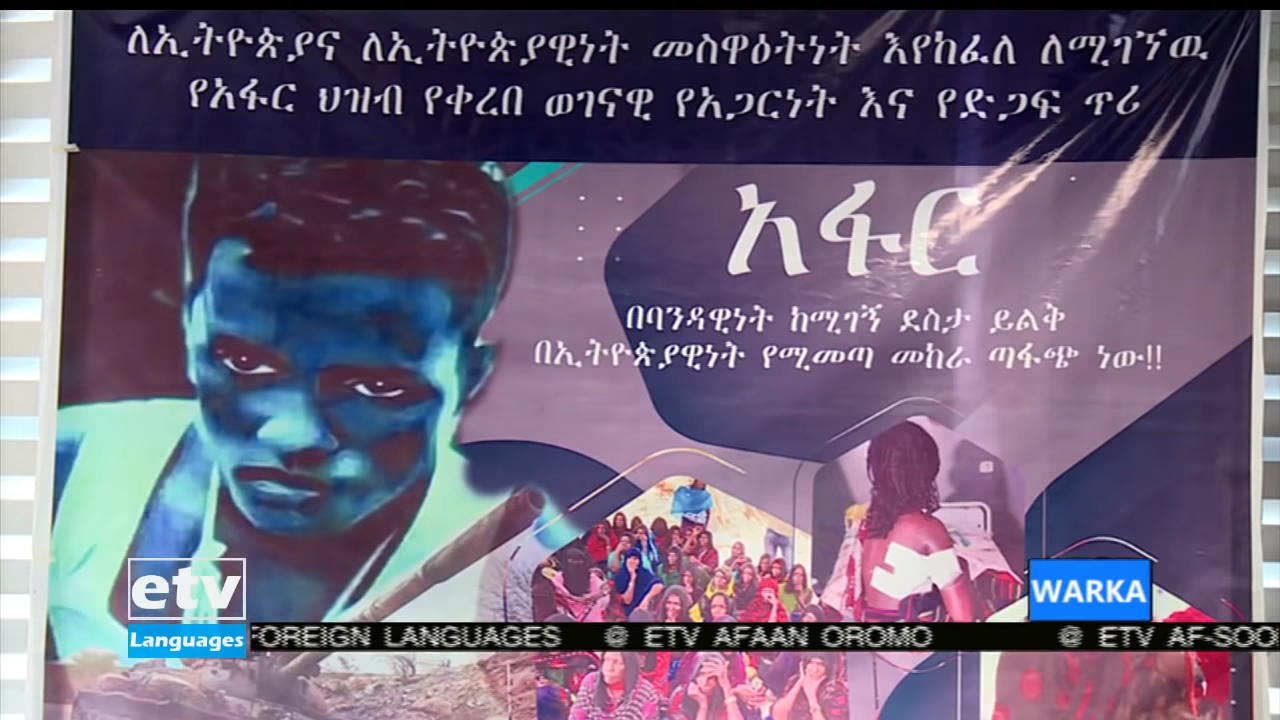 ለኢትዮጵያና ለኢትዮጵያዊነት መስዋዕትነት እየከፈለ ለሚገኘዉ
የአፋር ህዝብ የቀረበ ወገናዊ የአጋርነት እና የድጋፍ ጥሪ
አፋር
በባንዳዊነት ከሚገኝ ደስታ ይልቅ
በኢትዮጵያዊነት የሚመጣ መከራ ጣፋጭ ነው!!
etv
Languages
WARKA
FOREIGN LANGUAGES @ ETV AFAAN OROMO @ ETV AF-SOO